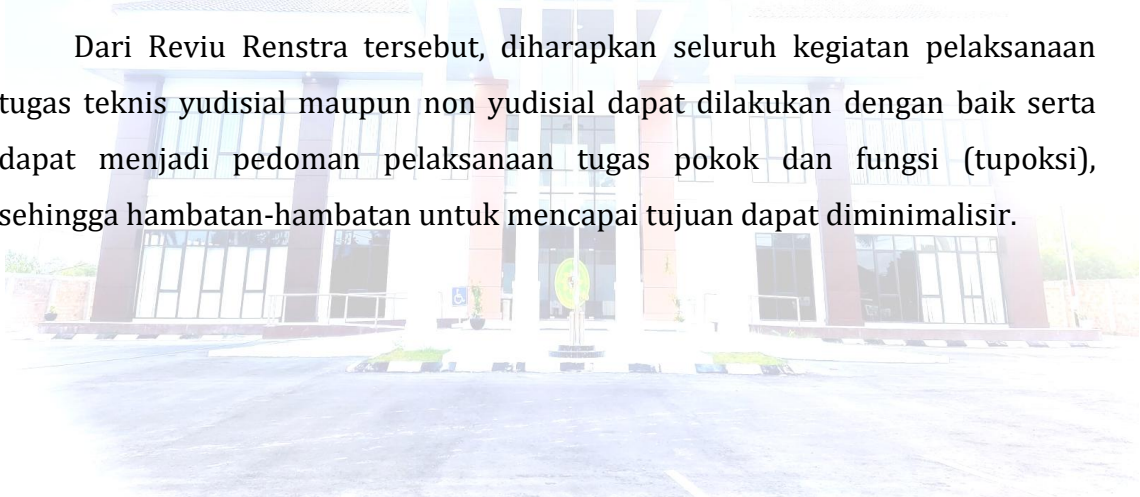 Dari Reviu Renstra tersebut, diharapkan seluruh kegiatan pelaksanaan
tugas teknis yudisial maupun non yudisial dapat dilakukan dengan baik serta
dapat menjadi pedoman pelaksanaan tugas pokok dan fungsi (tupoksi),
sehingga hambatan-hambatan untuk mencapai tujuan dapat diminimalisir.